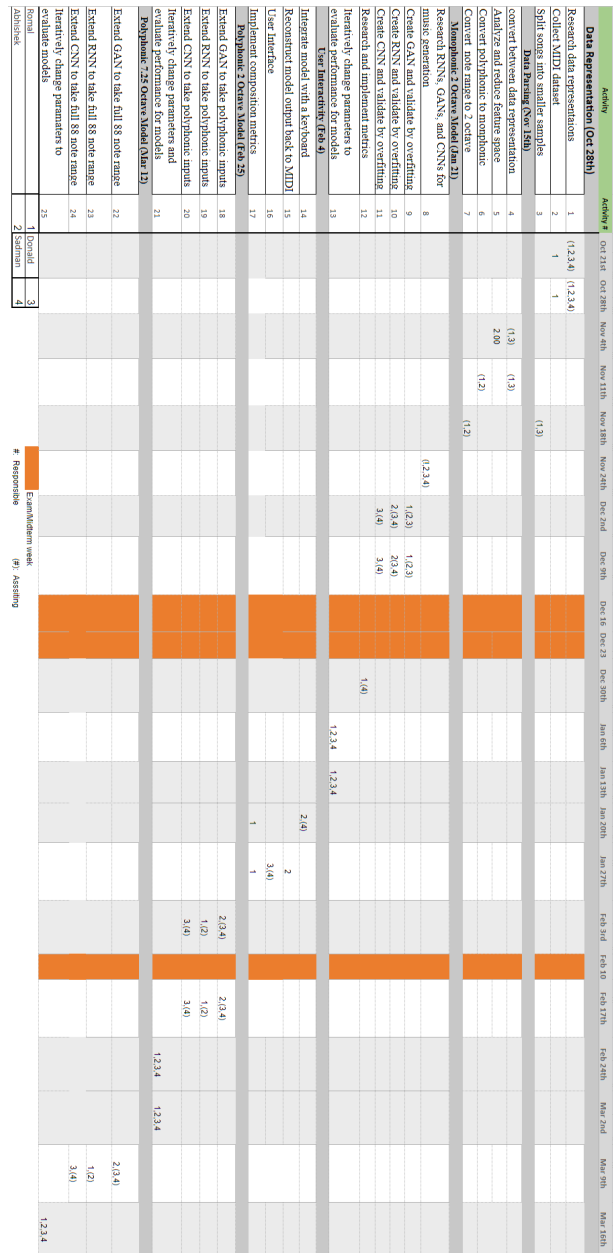 Activity Activity # Oct 21st Oct 28th Nov 4th Nov 11th Nov 18th Nov 24th Dec 2nd Dec 9th Dec 16 Dec 23 Dec 30th Jan 6th Jan 13th Jan 20th Jan 27th Feb 3rd Feb 10 Feb 17th Feb 24th Mar 2nd Mar 9th Mar 16th
Data Representation (Oct 28th)
Research data representaions 1 (1,2,3,4) (1,2,3,4)
Collect MIDI dataset 2 1 1
Split songs into smaller samples 3 (1,3)
Data Parsing (Nov 15th)
convert between data representation 4 (1,3) (1,3)
Analyze and reduce feature space 5 2.00
Convert polyphonic to monphonic 6 (1,2)
Convert note range to 2 octave 7 (1,2)
Monophonic 2 Octave Model (Jan 21)
Research RNNs, GANs, and CNNs for
music generation 8 (1,2,3,4)
Create GAN and validate by overfitting 9 1,(2,3) 1,(2,3)
Create RNN and validate by overfitting 10 2,(3,4) 2(3,4)
Create CNN and validate by overfitting 11 3,(4) 3,(4)
Research and implement metrics 12 1,(4)
Iteratively change parameters to
evaluate performance for models 13 1,2,3,4 1,2,3,4
User Interactivity (Feb 4)
Integrate model with a keyboard 14 2,(4)
Reconstruct model output back to MIDI 15 2
User Interface 16 3,(4)
Implement composition metrics 17 1 1
Polyphonic 2 Octave Model (Feb 25)
Extend GAN to take polyphonic inputs 18 2,(3,4) 2,(3,4)
Extend RNN to take polyphonic inputs 19 1,(2) 1,(2)
Extend CNN to take polyphonic inputs 20 3,(4) 3,(4)
Iteratively change parameters and
evaluate performance for models 21 1,2,3,4 1,2,3,4
Polyphonic 7.25 Octave Model (Mar 12)
Extend GAN to take full 88 note range 22 2,(3,4)
Extend RNN to take full 88 note range 23 1,(2)
Extend CNN to take full 88 note range 24 3,(4)
Iteratively change paramaters to
evaluate models 25 1,2,3,4
Romal 1 Donald 3 Exam/Midterm week
Abhishek 2 Sadman 4 #: Responsible (#): Asssiting